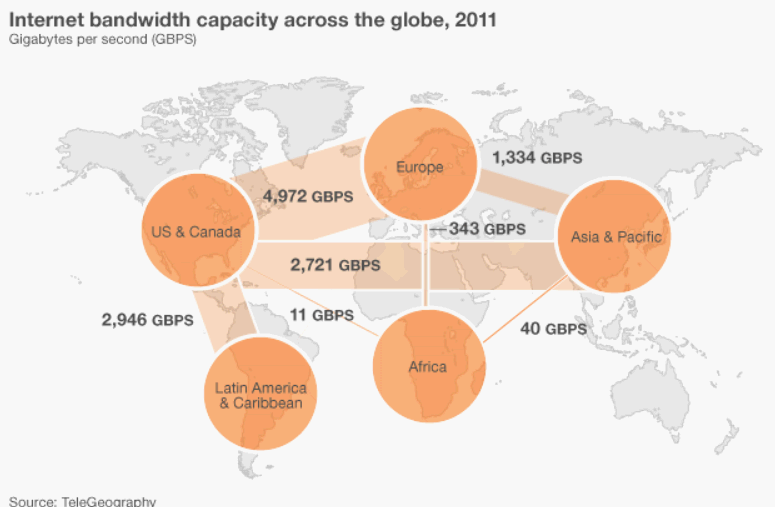 Internet bandwidth capacity across the globe, 2011
Gigabytes per second (GBPS)
Europe
1,334 GBPS
4,972 GBPS
US & Canada
343 GBPS
Asia & Pacific
2,721 GBPS
2,946 GBPS
11 GBPS
40 GBPS
Africa
Latin America
& Caribbean
Source: TeleGeography